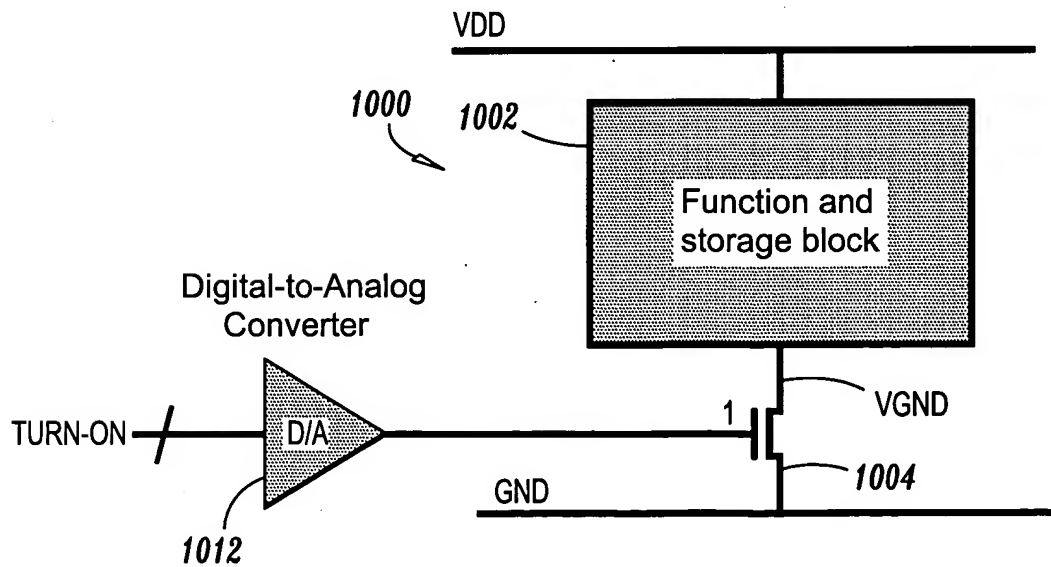 VDD
1000
1002
Function and
storage block
Digital-to-Analog
Converter
1
VGND
TURN-ON
D/A
1004
GND
1012